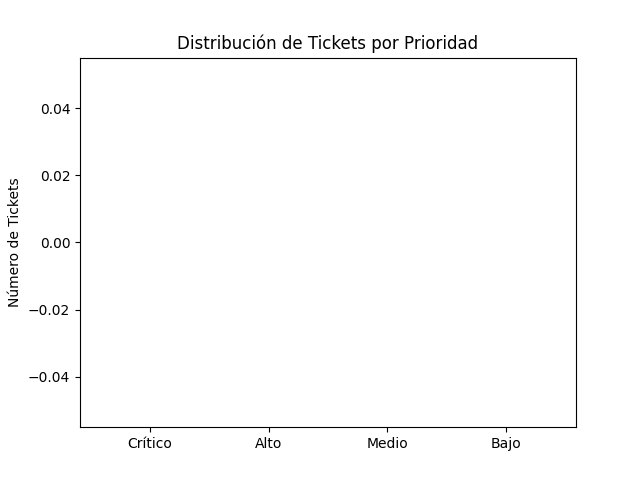 Distribución de Tickets por Prioridad
Número de Tickets
0.04
0.02
0.00
−0.02
−0.04
Crítico Alto Medio Bajo